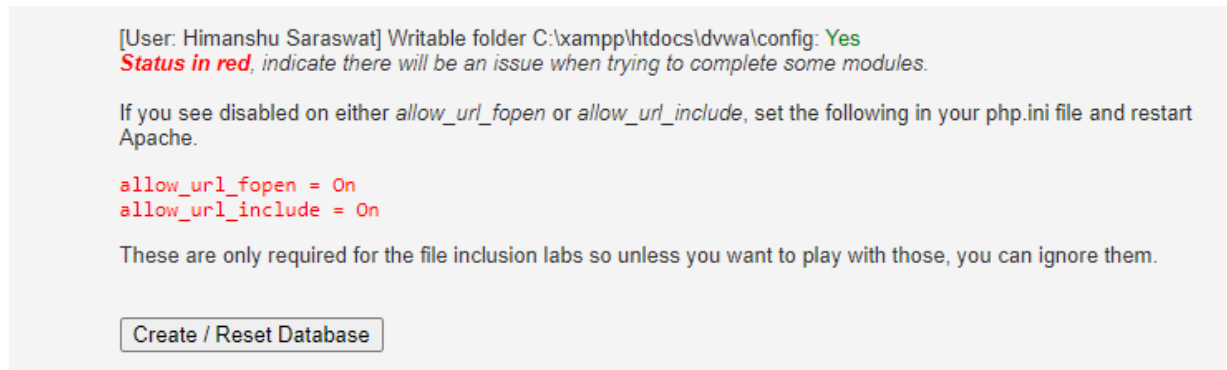 [User: Himanshu Saraswat] Writable folder C:\xampp\htdocs\dvwa\config: Yes
Status in red, indicate there will be an issue when trying to complete some modules.
If you see disabled on either allow_url_fopen or allow_url_include, set the following in your php.ini file and restart
Apache.
allow_url_fopen = On
allow_url_include = On
These are only required for the file inclusion labs so unless you want to play with those, you can ignore them.
Create / Reset Database